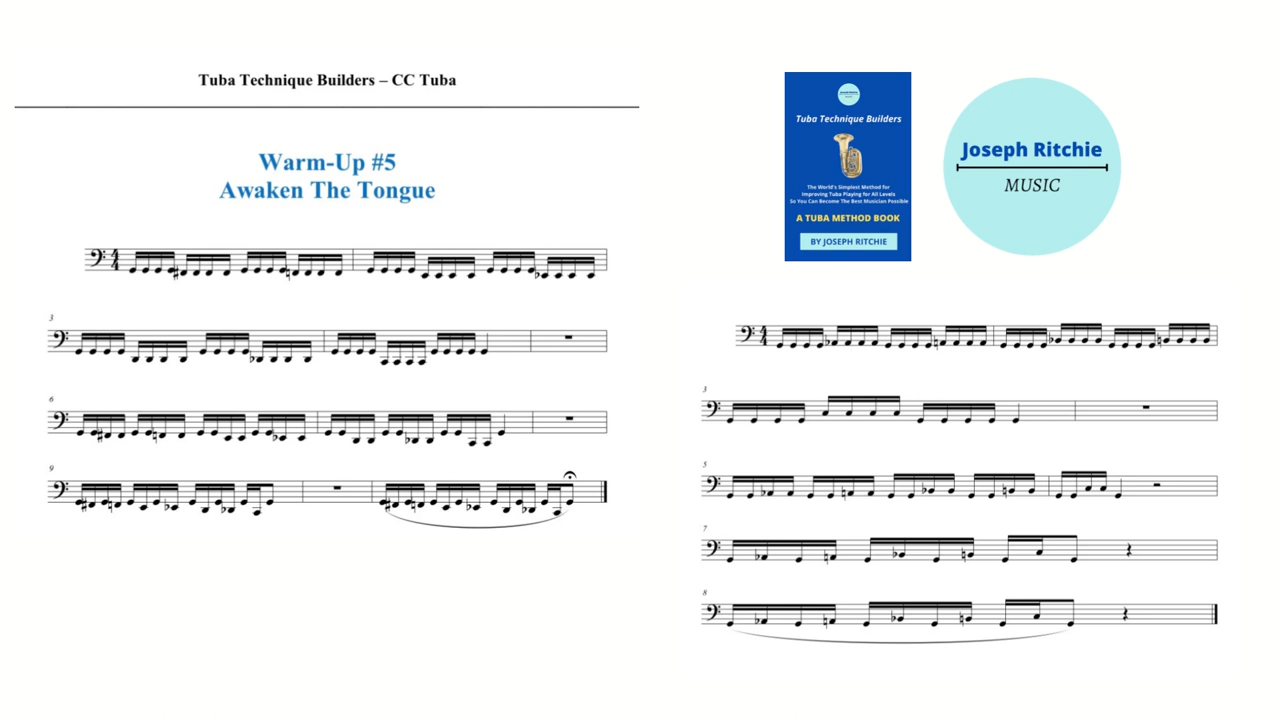 Tuba Technique Builders – CC Tuba
Warm-Up #5
Awaken The Tongue
3
6
9
Tuba Technique Builders
The World's Simplest Method for
Improving Tuba Playing for All Levels
So You Can Become The Best Musician Possible
A TUBA METHOD BOOK
BY JOSEPH RITCHIE
Joseph Ritchie
MUSIC
3
5
7
8